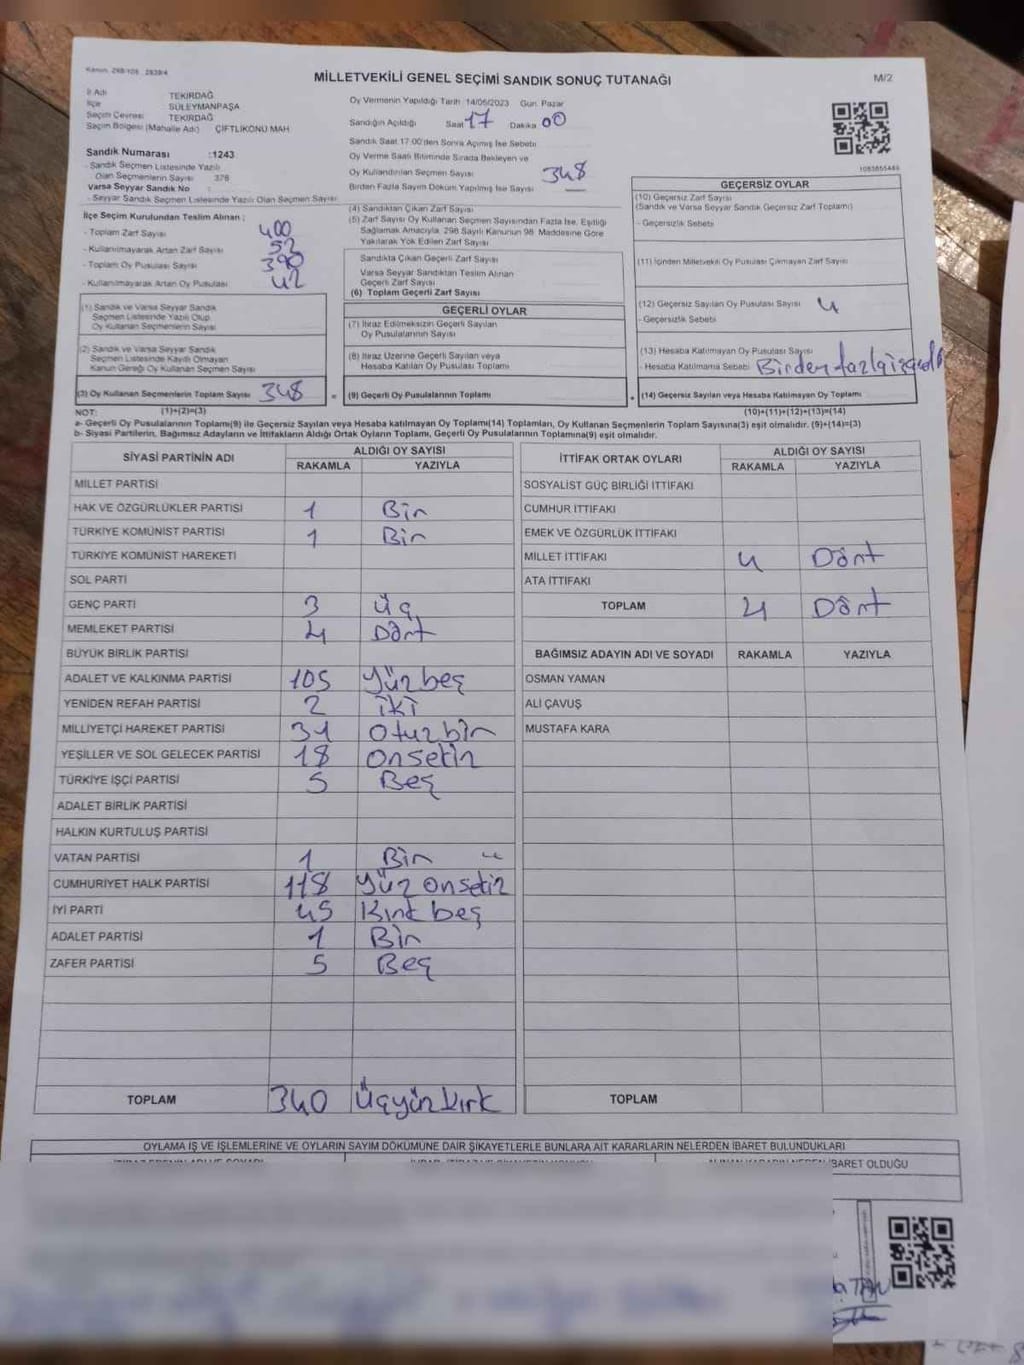 Kanun: 298/105 , 2839/4
MİLLETVEKİLİ GENEL SEÇİMİ SANDIK SONUÇ TUTANAĞI
M/2
İl Adı TEKİRDAĞ
İlçe SÜLEYMANPAŞA
Seçim Çevresi TEKİRDAĞ
Seçim Bölgesi (Mahalle Adı) ÇİFTLİKÖNÜ MAH
Oy Vermenin Yapıldığı Tarih 14/05/2023 Gün Pazar
Sandığın Açıldığı Saat 17 Dakika 00
Sandık Saat 17:00'den Sonra Açılmış İse Sebebi
Oy Verme Saati Bitiminde Sırada Bekleyen ve
Oy Kullandırılan Seçmen Sayısı 348
Birden Fazla Sayım Döküm Yapılmış İse Sayısı
Sandık Numarası :1243
- Sandık Seçmen Listesinde Yazılı
Olan Seçmenlerin Sayısı 378
Varsa Seyyar Sandık No :
- Seyyar Sandık Seçmen Listesinde Yazılı Olan Seçmen Sayısı
İlçe Seçim Kurulundan Teslim Alınan ;
- Toplam Zarf Sayısı 400
- Kullanılmayarak Artan Zarf Sayısı 52
- Toplam Oy Pusulası Sayısı 390
- Kullanılmayarak Artan Oy Pusulası 42
(1) Sandık ve Varsa Seyyar Sandık
Seçmen Listesinde Yazılı Olup
Oy Kullanan Seçmenlerin Sayısı
(2) Sandık ve Varsa Seyyar Sandık
Seçmen Listesinde Kayıtlı Olmayan
Kanun Gereği Oy Kullanan Seçmen Sayısı
(3) Oy Kullanan Seçmenlerin Toplam Sayısı 348
(4) Sandıktan Çıkan Zarf Sayısı
(5) Zarf Sayısı Oy Kullanan Seçmen Sayısından Fazla İse, Eşitliği
Sağlamak Amacıyla, 298 Sayılı Kanunun 98. Maddesine Göre
Yakılarak Yok Edilen Zarf Sayısı
Sandıkta Çıkan Geçerli Zarf Sayısı
Varsa Seyyar Sandıktan Teslim Alınan
Geçerli Zarf Sayısı
(6) Toplam Geçerli Zarf Sayısı
GEÇERLİ OYLAR
(7) İtiraz Edilmeksizin Geçerli Sayılan
Oy Pusulalarının Sayısı
(8) İtiraz Üzerine Geçerli Sayılan veya
Hesaba Katılan Oy Pusulası Toplamı
= (9) Geçerli Oy Pusulalarının Toplamı
1083855449
GEÇERSİZ OYLAR
(10) Geçersiz Zarf Sayısı
(Sandık ve Varsa Seyyar Sandık Geçersiz Zarf Toplamı)
- Geçersizlik Sebebi
(11) İçinden Milletvekili Oy Pusulası Çıkmayan Zarf Sayısı
(12) Geçersiz Sayılan Oy Pusulası Sayısı 4
- Geçersizlik Sebebi
(13) Hesaba Katılmayan Oy Pusulası Sayısı
- Hesaba Katılmama Sebebi Birden fazla
+ (14) Geçersiz Sayılan veya Hesaba Katılmayan Oy Toplamı
NOT: (1)+(2)=(3) (10)+(11)+(12)+(13)=(14)
a- Geçerli Oy Pusulalarının Toplamı(9) ile Geçersiz Sayılan veya Hesaba Katılmayan Oy Toplamı(14) Toplamları, Oy Kullanan Seçmenlerin Toplam Sayısına(3) eşit olmalıdır. (9)+(14)=(3)
b- Siyasi Partilerin, Bağımsız Adayların ve İttifakların Aldığı Ortak Oyların Toplamı, Geçerli Oy Pusulalarının Toplamına(9) eşit olmalıdır.
SİYASİ PARTİNİN ADI ALDIĞI OY SAYISI
RAKAMLA YAZIYLA
MİLLET PARTİSİ
HAK VE ÖZGÜRLÜKLER PARTİSİ 1 Bir
TÜRKİYE KOMÜNİST PARTİSİ 1 Bir
TÜRKİYE KOMÜNİST HAREKETİ
SOL PARTİ
GENÇ PARTİ 3 Üç
MEMLEKET PARTİSİ 4 Dört
BÜYÜK BİRLİK PARTİSİ
ADALET VE KALKINMA PARTİSİ 105 Yüzbeş
YENİDEN REFAH PARTİSİ 2 iki
MİLLİYETÇİ HAREKET PARTİSİ 31 Otuzbir
YEŞİLLER VE SOL GELECEK PARTİSİ 18 Onsekiz
TÜRKİYE İŞÇİ PARTİSİ 5 Beş
ADALET BİRLİK PARTİSİ
HALKIN KURTULUŞ PARTİSİ
VATAN PARTİSİ 1 Bir
CUMHURİYET HALK PARTİSİ 118 Yüz onsekiz
İYİ PARTİ 45 Kırk beş
ADALET PARTİSİ 1 Bir
ZAFER PARTİSİ 5 Beş
TOPLAM 340 Üçyüz kırk
İTTİFAK ORTAK OYLARI ALDIĞI OY SAYISI
RAKAMLA YAZIYLA
SOSYALİST GÜÇ BİRLİĞİ İTTİFAKI
CUMHUR İTTİFAKI
EMEK VE ÖZGÜRLÜK İTTİFAKI
MİLLET İTTİFAKI 4 Dört
ATA İTTİFAKI
TOPLAM 4 Dört
BAĞIMSIZ ADAYIN ADI VE SOYADI RAKAMLA YAZIYLA
OSMAN YAMAN
ALİ ÇAVUŞ
MUSTAFA KARA
TOPLAM
OYLAMA İŞ VE İŞLEMLERİNE VE OYLARIN SAYIM DÖKÜMÜNE DAİR ŞİKAYETLERLE BUNLARA AİT KARARLARIN NELERDEN İBARET BULUNDUKLARI
İBARET OLDUĞU